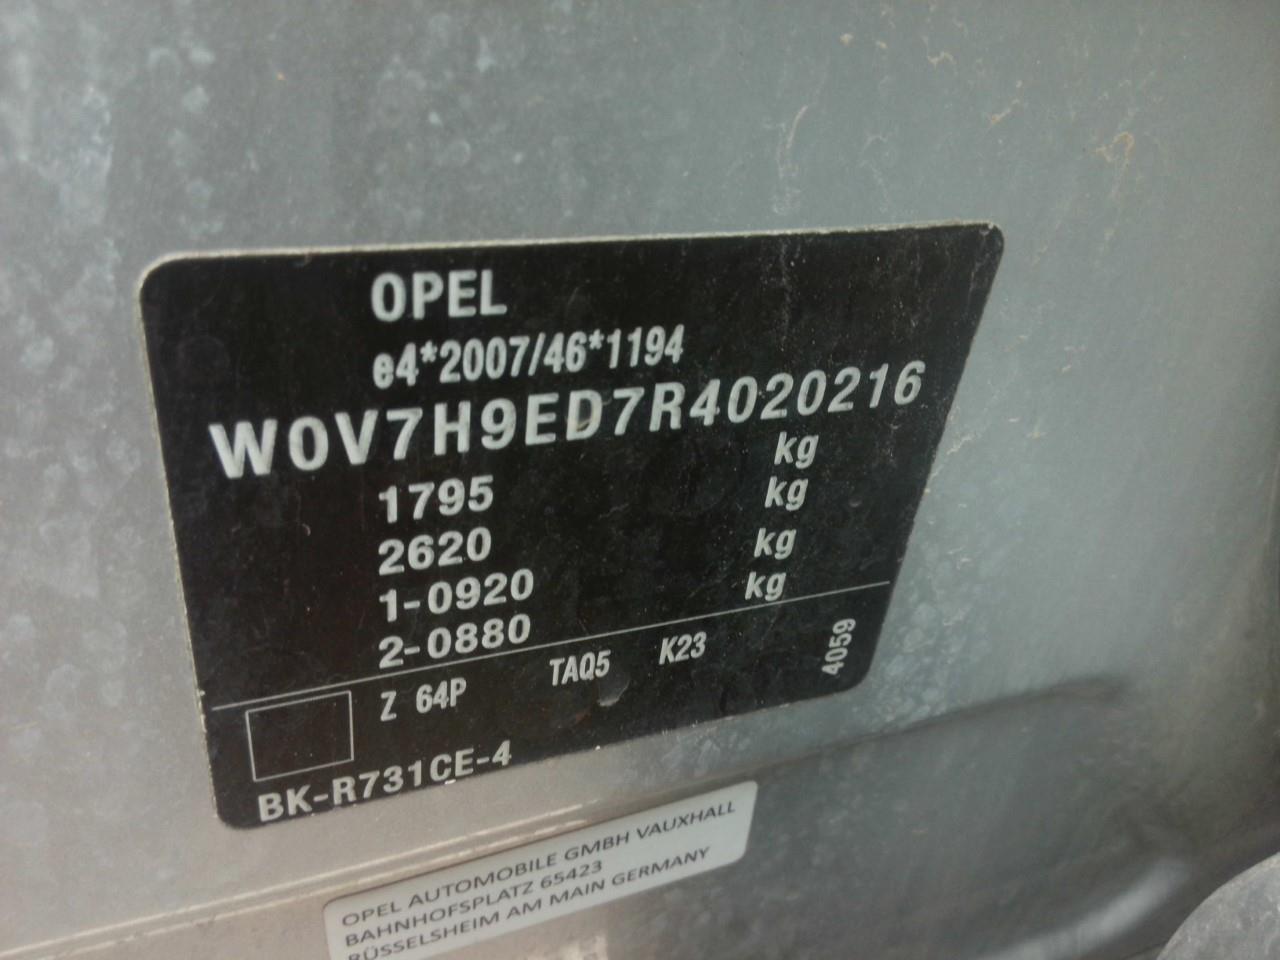 OPEL
e4*2007/46*1194
W0V7H9ED7R4020216
1795 kg
2620 kg
1-0920 kg
2-0880 kg
Z 64P TAQ5 K23 4059
BK-R731CE-4
OPEL AUTOMOBILE GMBH VAUXHALL
BAHNHOFSPLATZ 65423
RÜSSELSHEIM AM MAIN GERMANY